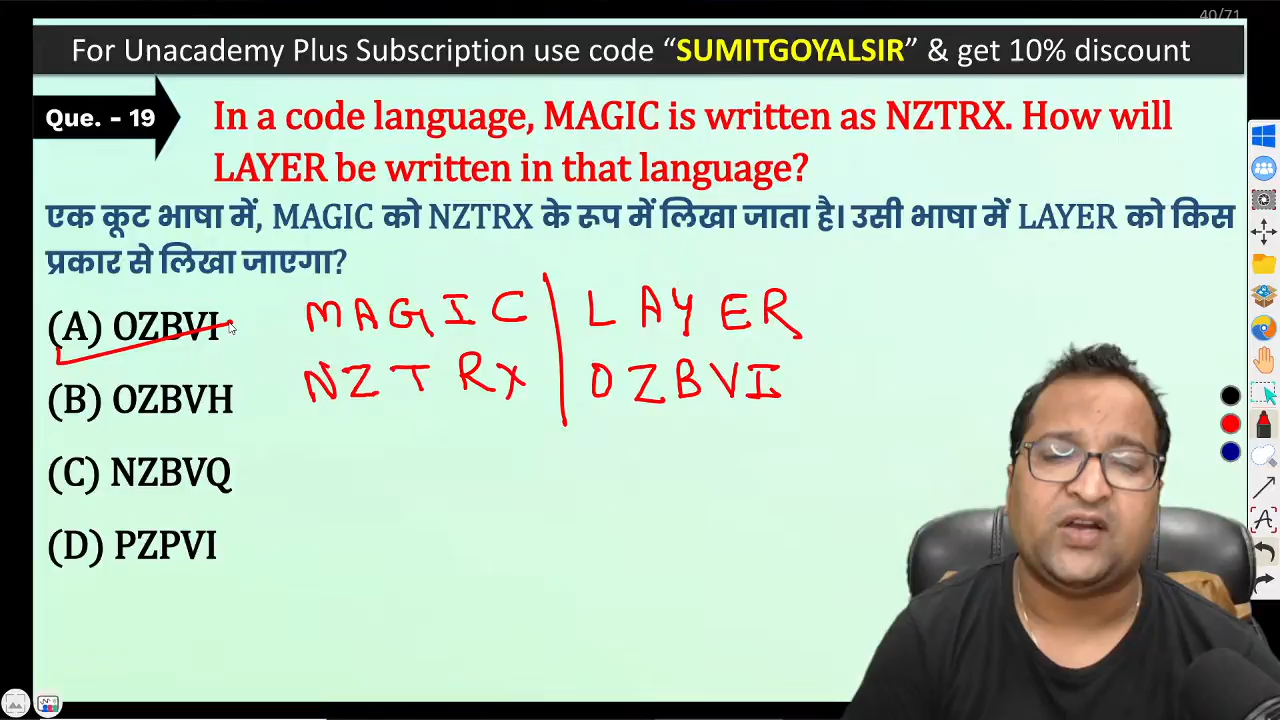 40/71
For Unacademy Plus Subscription use code “SUMITGOYALSIR” & get 10% discount
Que. - 19
In a code language, MAGIC is written as NZTRX. How will
LAYER be written in that language?
एक कूट भाषा में, MAGIC को NZTRX के रूप में लिखा जाता है। उसी भाषा में LAYER को किस
प्रकार से लिखा जाएगा?
(A) OZBVI
(B) OZBVH
(C) NZBVQ
(D) PZPVI
MAGIC | LAYER
NZTRX | OZBVI